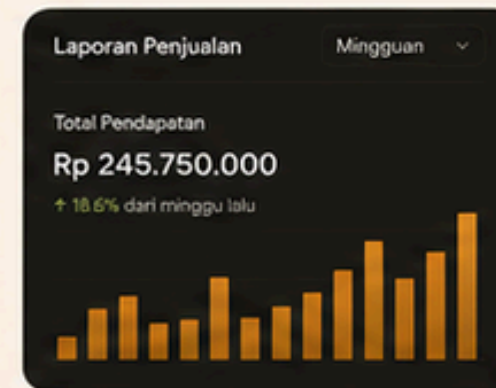 Laporan Penjualan
Mingguan
Total Pendapatan
Rp 245.750.000
↑ 18.6% dari minggu lalu